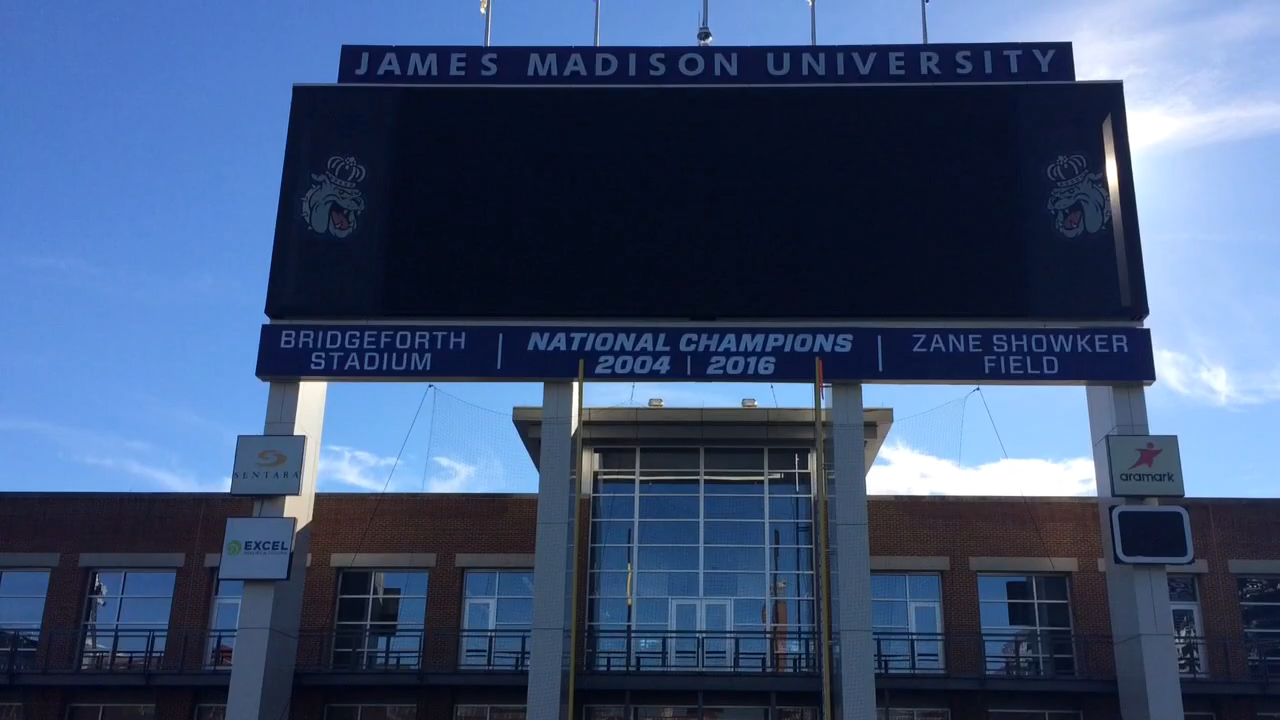 JAMES MADISON UNIVERSITY
BRIDGEFORTH
STADIUM
NATIONAL CHAMPIONS
2004 | 2016
ZANE SHOWKER
FIELD
SENTARA
EXCEL
aramark